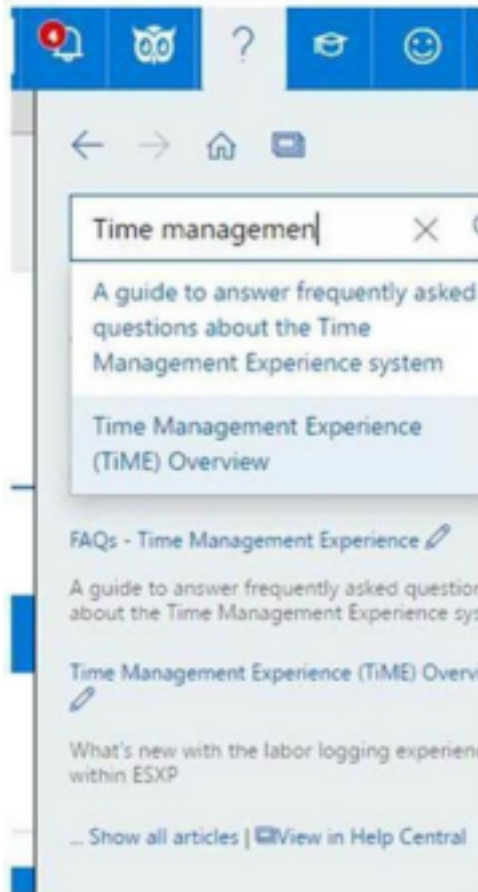 4
?
Time managemen
A guide to answer frequently asked
questions about the Time
Management Experience system
Time Management Experience
(TiME) Overview
FAQs - Time Management Experience
A guide to answer frequently asked question
about the Time Management Experience sys
Time Management Experience (TiME) Overvi
What's new with the labor logging experienc
within ESXP
... Show all articles | View in Help Central